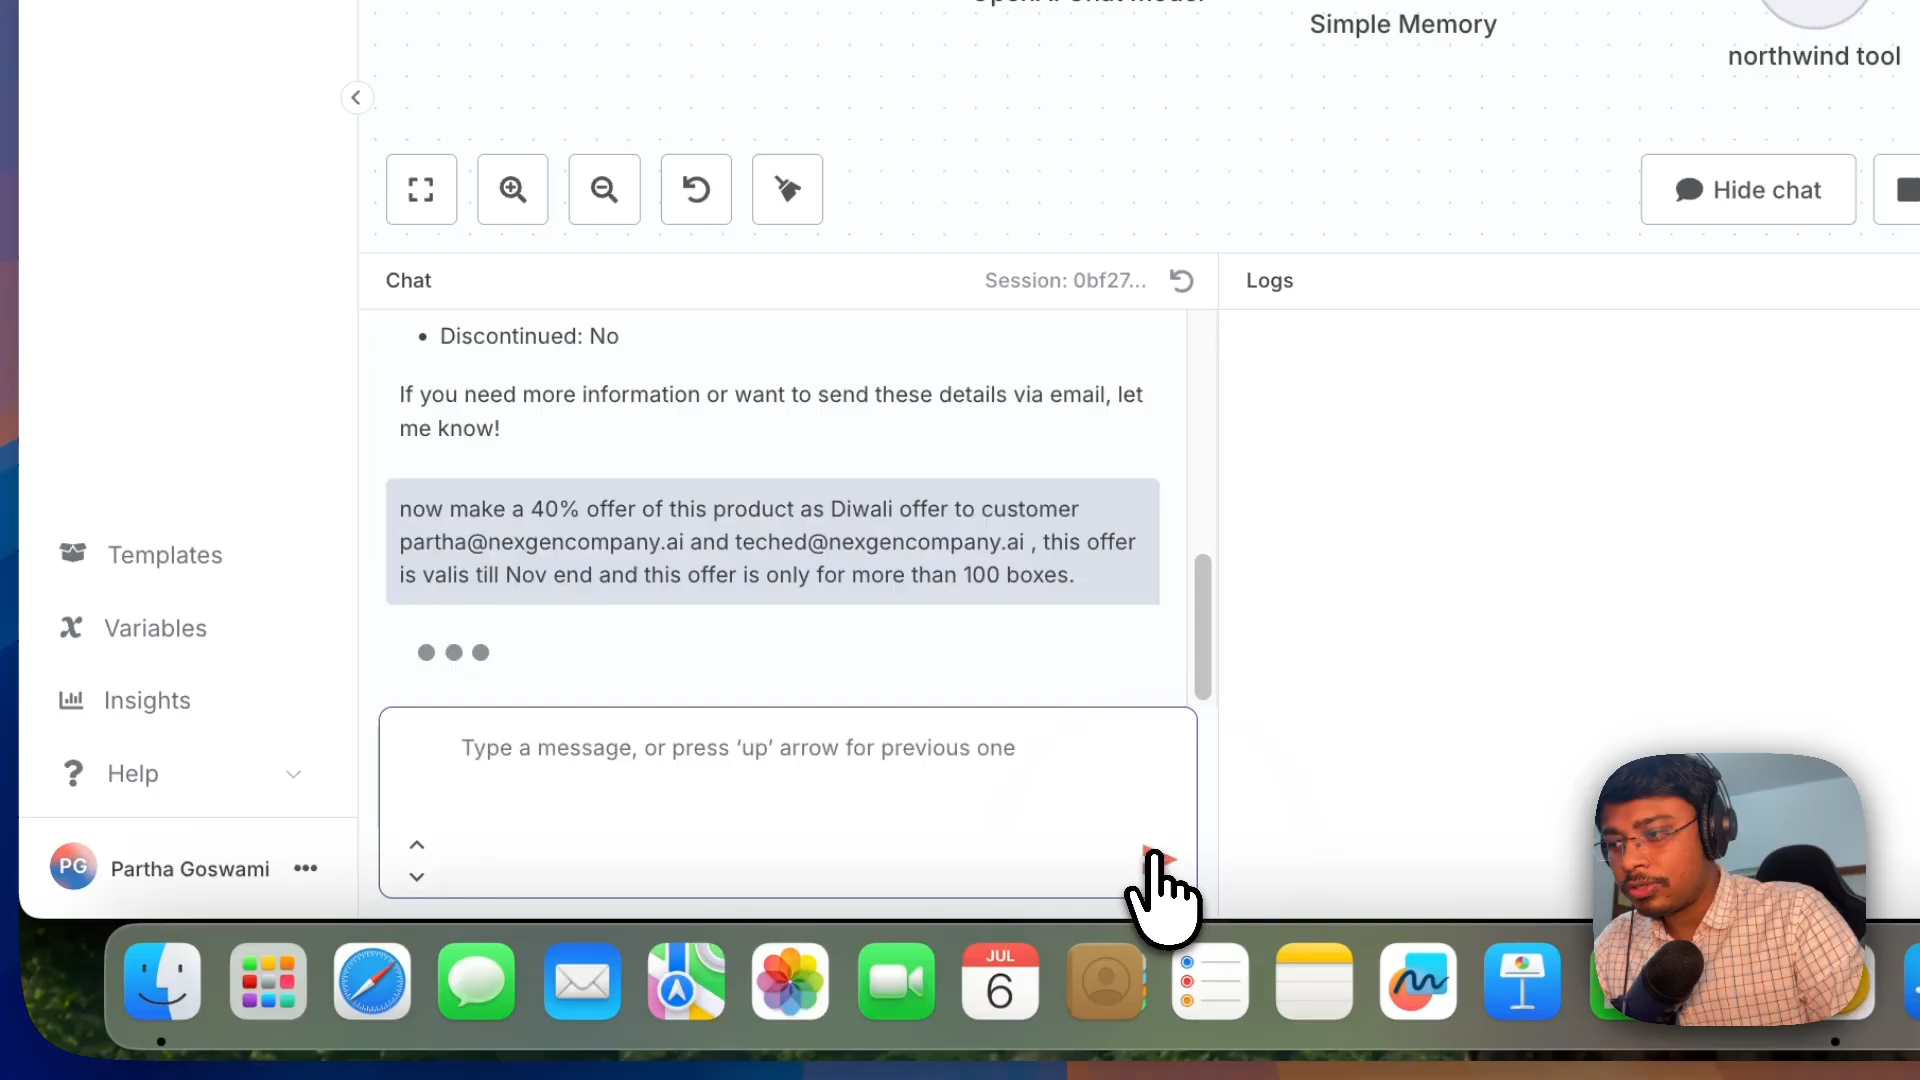 Simple Memory
northwind tool
Hide chat
Chat
Session: 0bf27...
Logs
• Discontinued: No
If you need more information or want to send these details via email, let
me know!
now make a 40% offer of this product as Diwali offer to customer
partha@nexgencompany.ai and teched@nexgencompany.ai , this offer
is valis till Nov end and this offer is only for more than 100 boxes.
Type a message, or press ‘up’ arrow for previous one
Templates
Variables
Insights
Help
PG
Partha Goswami
JUL
6